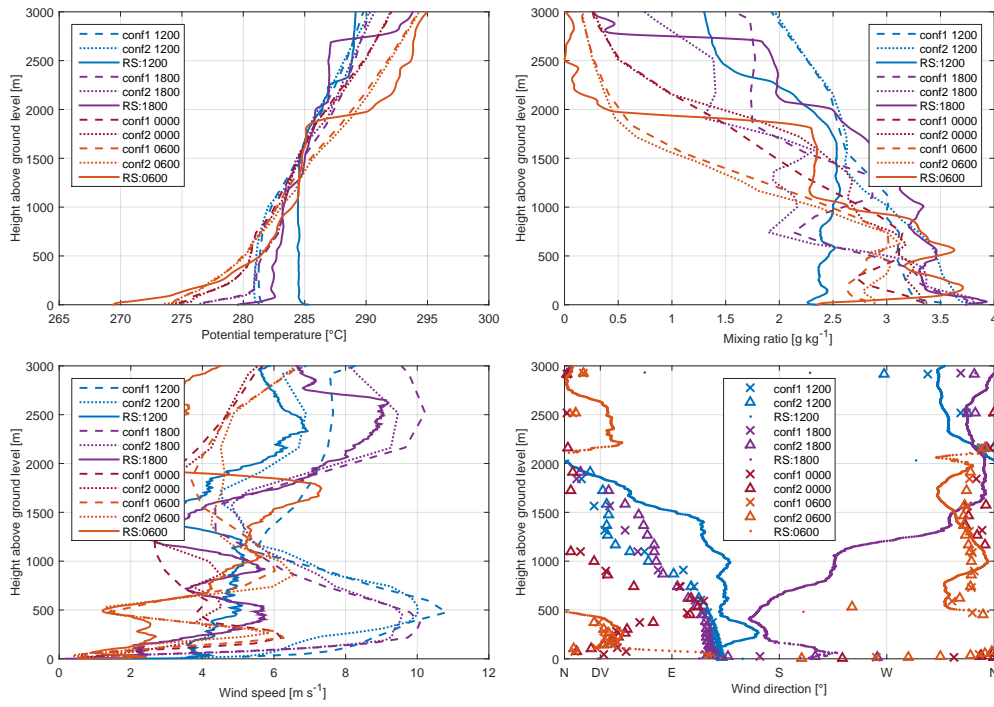 3000
2500
2000
1500
1000
500
0
Height above ground level [m]
conf1 1200
conf2 1200
RS:1200
conf1 1800
conf2 1800
RS:1800
conf1 0000
conf2 0000
conf1 0600
conf2 0600
RS:0600
265 270 275 280 285 290 295 300
Potential temperature [°C]
3000
2500
2000
1500
1000
500
0
Height above ground level [m]
conf1 1200
conf2 1200
RS:1200
conf1 1800
conf2 1800
RS:1800
conf1 0000
conf2 0000
conf1 0600
conf2 0600
RS:0600
0 0.5 1 1.5 2 2.5 3 3.5 4
Mixing ratio [g kg-1]
3000
2500
2000
1500
1000
500
0
Height above ground level [m]
conf1 1200
conf2 1200
RS:1200
conf1 1800
conf2 1800
RS:1800
conf1 0000
conf2 0000
conf1 0600
conf2 0600
RS:0600
0 2 4 6 8 10 12
Wind speed [m s-1]
3000
2500
2000
1500
1000
500
0
Height above ground level [m]
conf1 1200
conf2 1200
RS:1200
conf1 1800
conf2 1800
RS:1800
conf1 0000
conf2 0000
conf1 0600
conf2 0600
RS:0600
N DV E S W N
Wind direction [°]